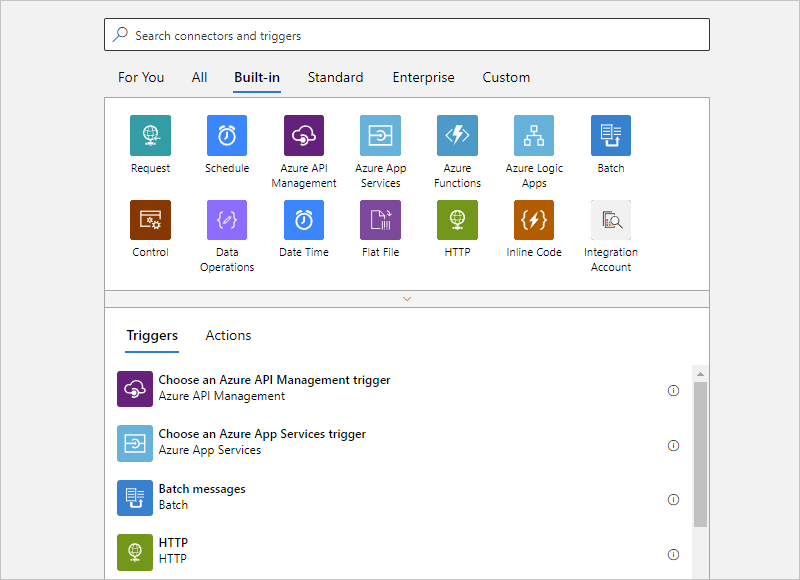 Search connectors and triggers
For You All Built-in Standard Enterprise Custom
Request Schedule Azure API Azure App Azure Azure Logic Batch
Management Services Functions Apps
Control Data Date Time Flat File HTTP Inline Code Integration
Operations Account
Triggers Actions
Choose an Azure API Management trigger
Azure API Management
Choose an Azure App Services trigger
Azure App Services
Batch messages
Batch
HTTP
HTTP